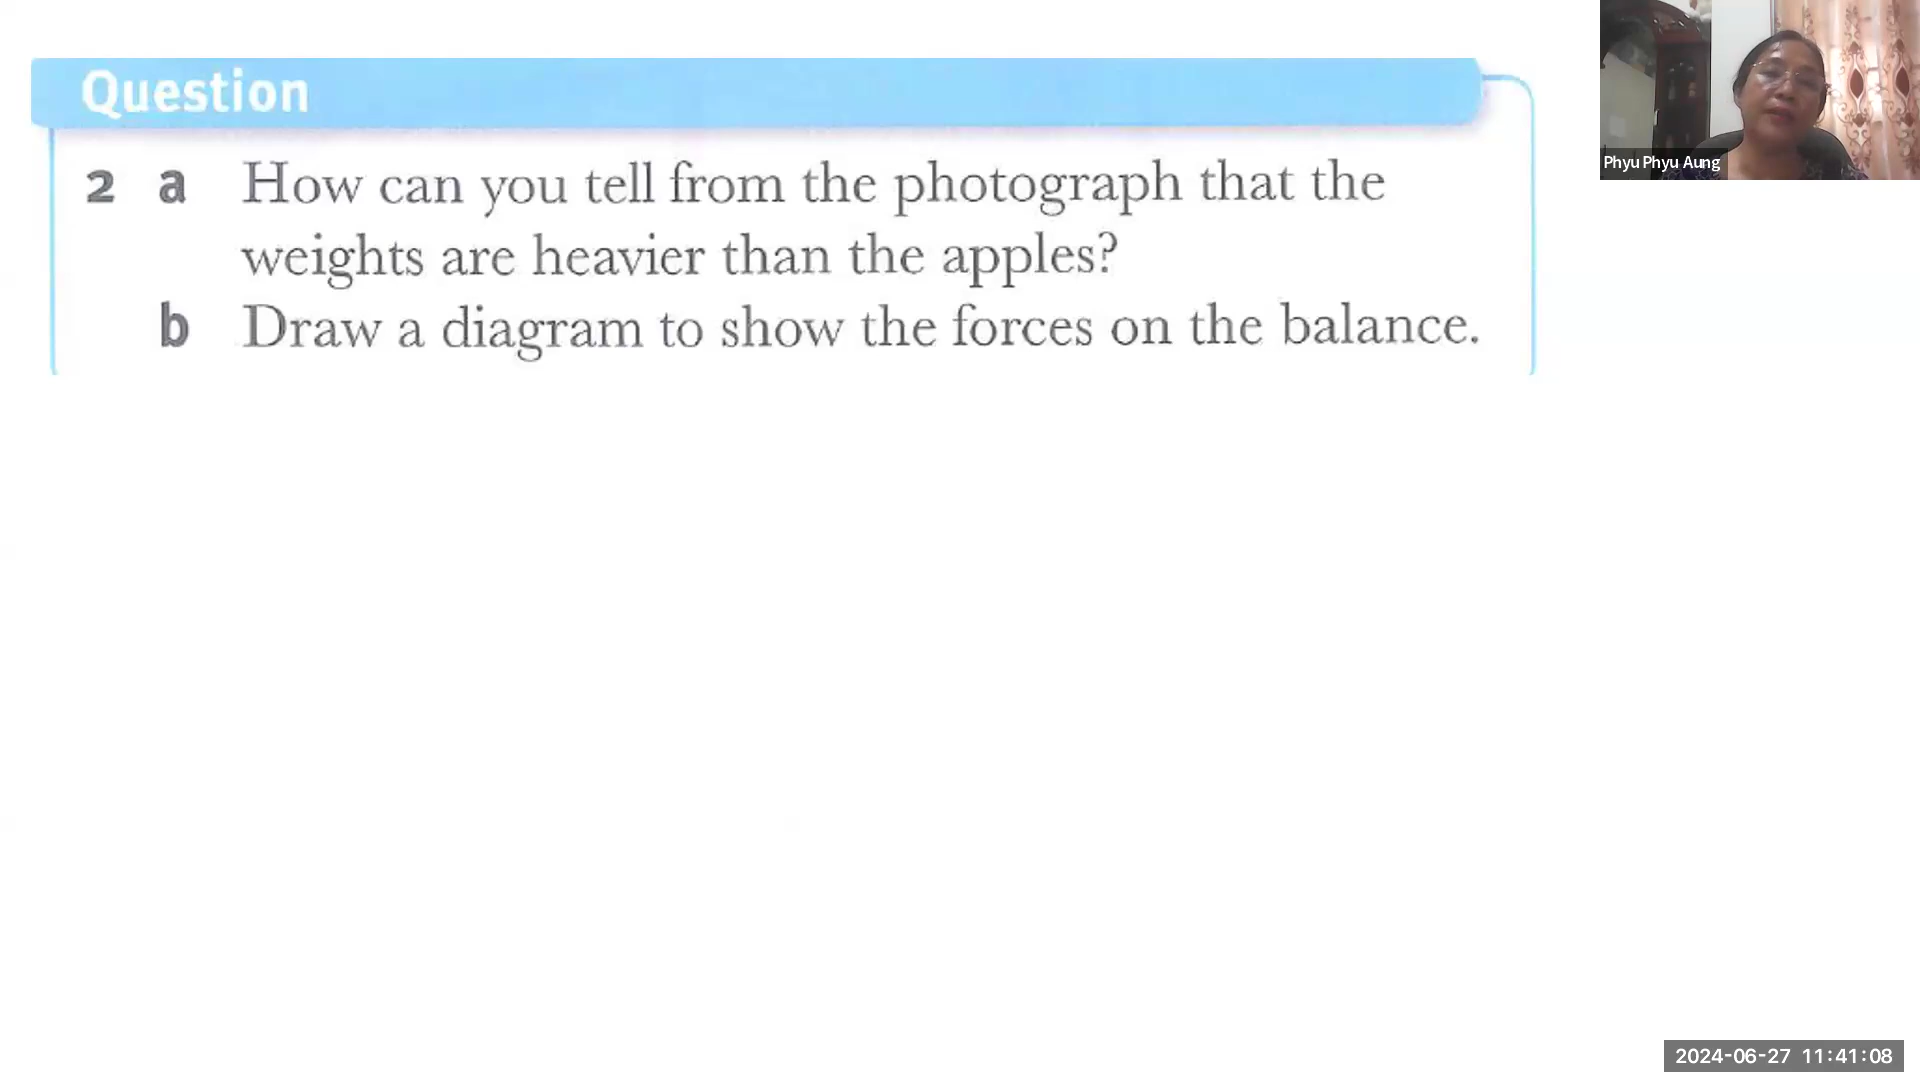 Question
2 a How can you tell from the photograph that the
weights are heavier than the apples?
b Draw a diagram to show the forces on the balance.
Phyu Phyu Aung
2024-06-27 11:41:08